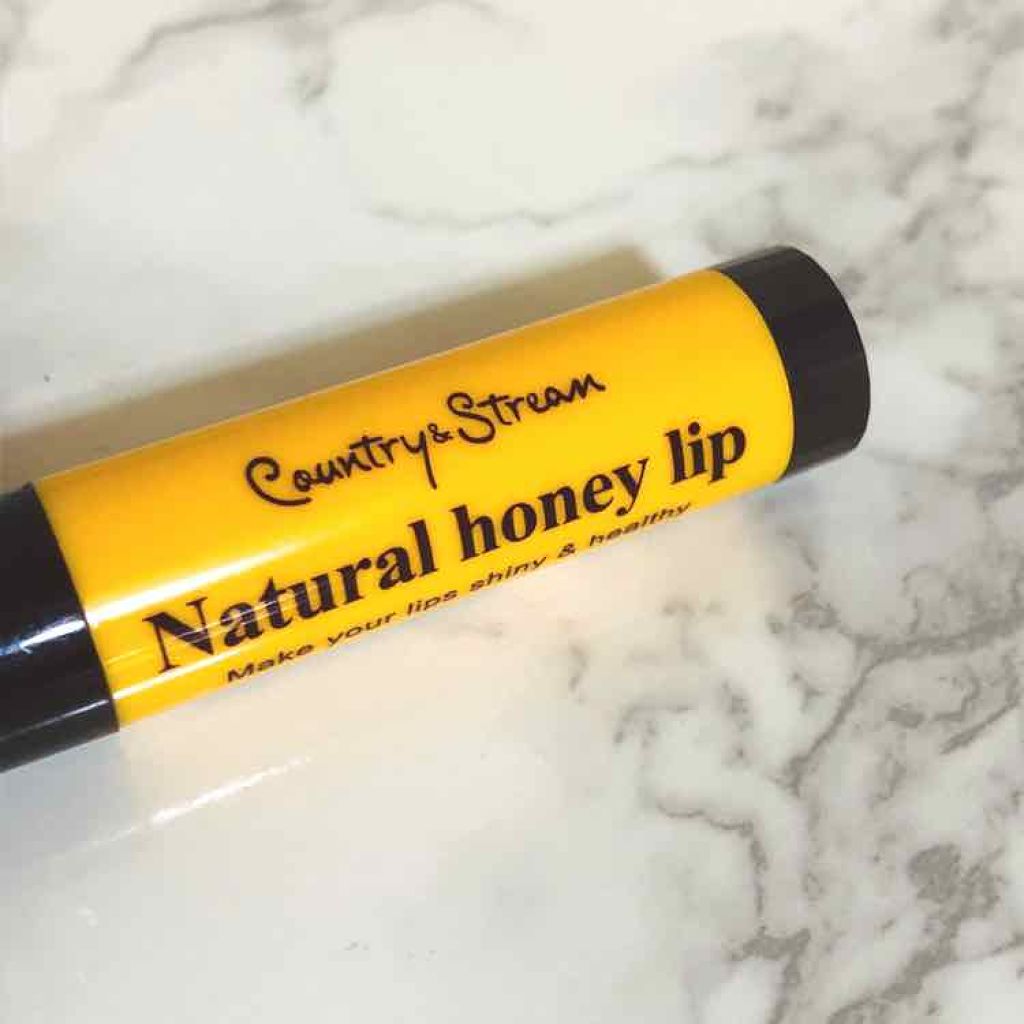 Country & Stream
Natural honey lip
Make your lips shiny & healthy